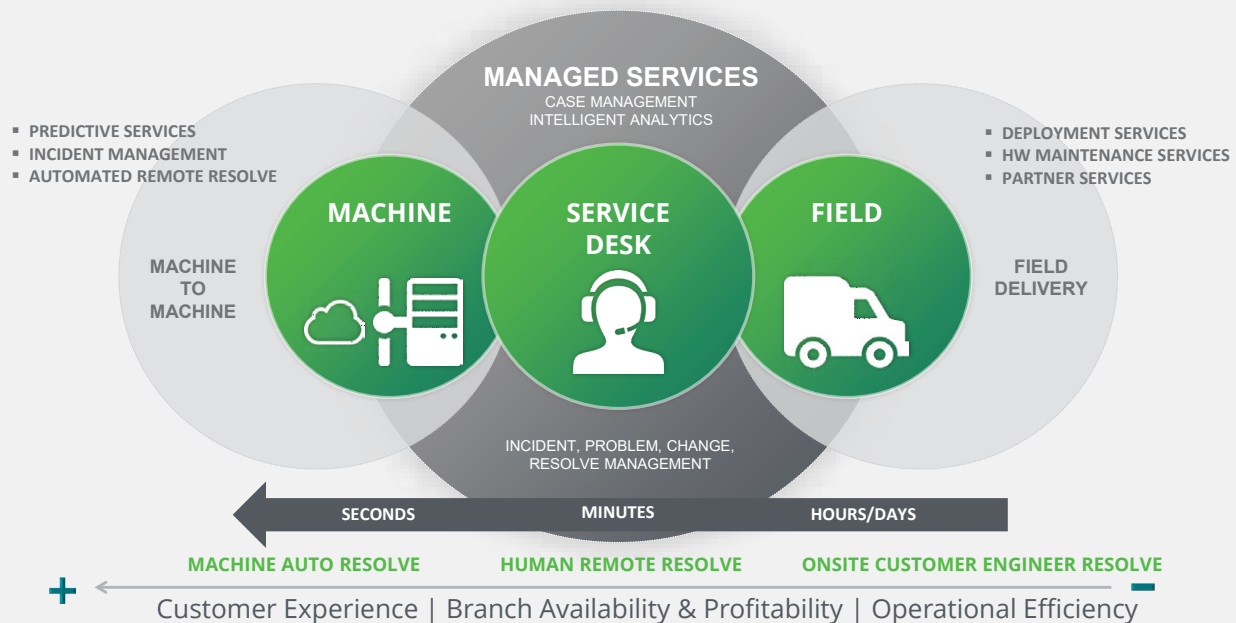 MANAGED SERVICES
CASE MANAGEMENT
INTELLIGENT ANALYTICS
▪ PREDICTIVE SERVICES
▪ INCIDENT MANAGEMENT
▪ AUTOMATED REMOTE RESOLVE
▪ DEPLOYMENT SERVICES
▪ HW MAINTENANCE SERVICES
▪ PARTNER SERVICES
MACHINE
TO
MACHINE
MACHINE
SERVICE
DESK
FIELD
FIELD
DELIVERY
INCIDENT, PROBLEM, CHANGE,
RESOLVE MANAGEMENT
SECONDS
MINUTES
HOURS/DAYS
MACHINE AUTO RESOLVE
HUMAN REMOTE RESOLVE
ONSITE CUSTOMER ENGINEER RESOLVE
+
−
Customer Experience | Branch Availability & Profitability | Operational Efficiency